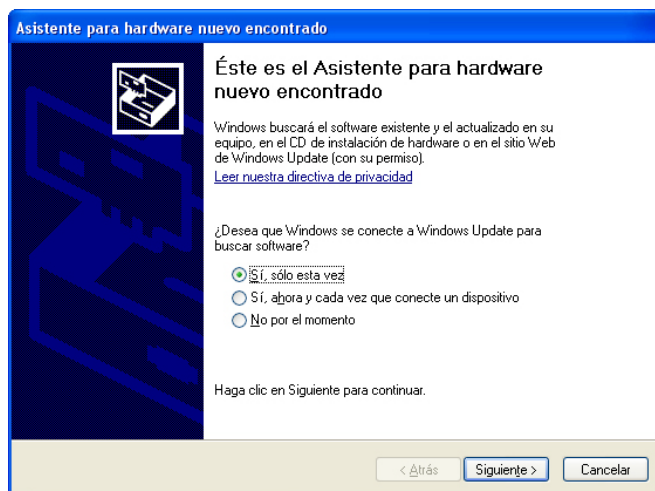 Asistente para hardware nuevo encontrado
Éste es el Asistente para hardware
nuevo encontrado
Windows buscará el software existente y el actualizado en su
equipo, en el CD de instalación de hardware o en el sitio Web
de Windows Update (con su permiso).
Leer nuestra directiva de privacidad
¿Desea que Windows se conecte a Windows Update para
buscar software?
Sí, sólo esta vez
Sí, ahora y cada vez que conecte un dispositivo
No por el momento
Haga clic en Siguiente para continuar.
< Atrás
Siguiente >
Cancelar